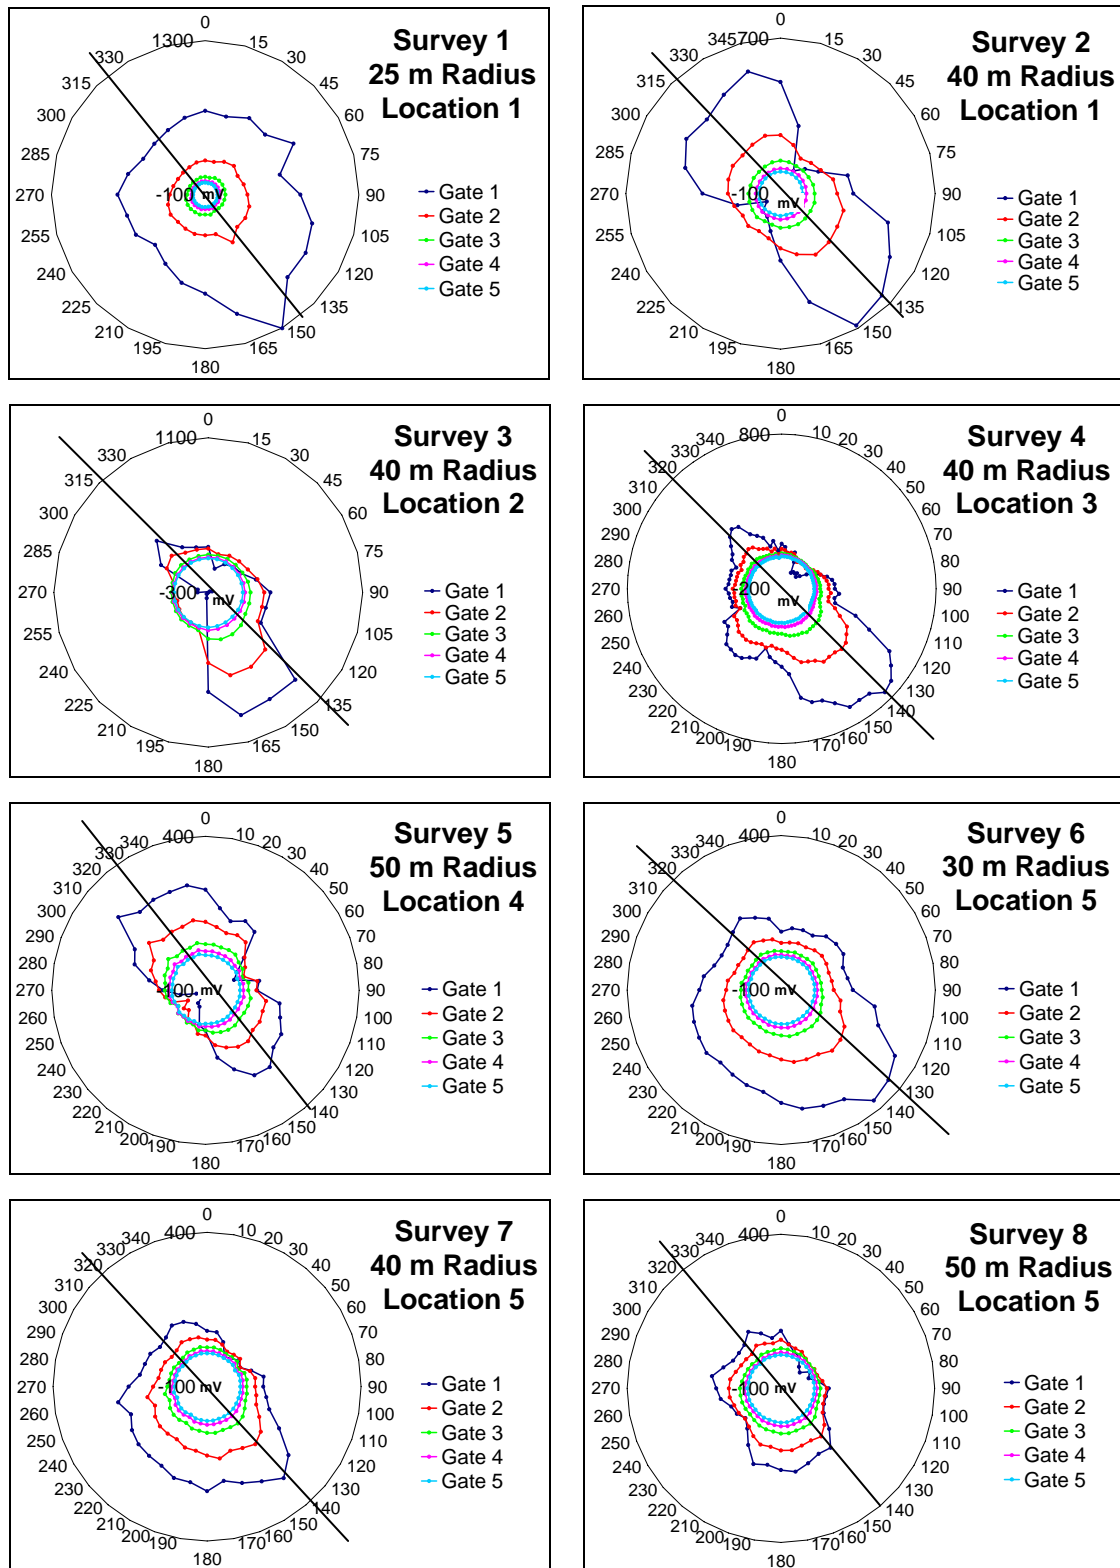 0
330 1300 15
315 30
300 45
285 60
270 75
255 90
240 105
225 120
210 135
195 150
180 165
-100 mV
Survey 1
25 m Radius
Location 1
Gate 1
Gate 2
Gate 3
Gate 4
Gate 5
0
330 345 700 15
315 30
300 45
285 60
270 75
255 90
240 105
225 120
210 135
195 150
180 165
-100 mV
Survey 2
40 m Radius
Location 1
Gate 1
Gate 2
Gate 3
Gate 4
Gate 5
0
330 1100 15
315 30
300 45
285 60
270 75
255 90
240 105
225 120
210 135
195 150
180 165
-300 mV
Survey 3
40 m Radius
Location 2
Gate 1
Gate 2
Gate 3
Gate 4
Gate 5
0
340 800 10
330 20
320 30
310 40
300 50
290 60
280 70
270 80
260 90
250 100
240 110
230 120
220 130
210 140
200 150
190 160
180 170
-200 mV
Survey 4
40 m Radius
Location 3
Gate 1
Gate 2
Gate 3
Gate 4
Gate 5
0
340 400 10
330 20
320 30
310 40
300 50
290 60
280 70
270 80
260 90
250 100
240 110
230 120
220 130
210 140
200 150
190 160
180 170
-100 mV
Survey 5
50 m Radius
Location 4
Gate 1
Gate 2
Gate 3
Gate 4
Gate 5
0
340 400 10
330 20
320 30
310 40
300 50
290 60
280 70
270 80
260 90
250 100
240 110
230 120
220 130
210 140
200 150
190 160
180 170
-100 mV
Survey 6
30 m Radius
Location 5
Gate 1
Gate 2
Gate 3
Gate 4
Gate 5
0
340 400 10
330 20
320 30
310 40
300 50
290 60
280 70
270 80
260 90
250 100
240 110
230 120
220 130
210 140
200 150
190 160
180 170
-100 mV
Survey 7
40 m Radius
Location 5
Gate 1
Gate 2
Gate 3
Gate 4
Gate 5
0
340 400 10
330 20
320 30
310 40
300 50
290 60
280 70
270 80
260 90
250 100
240 110
230 120
220 130
210 140
200 150
190 160
180 170
-100 mV
Survey 8
50 m Radius
Location 5
Gate 1
Gate 2
Gate 3
Gate 4
Gate 5